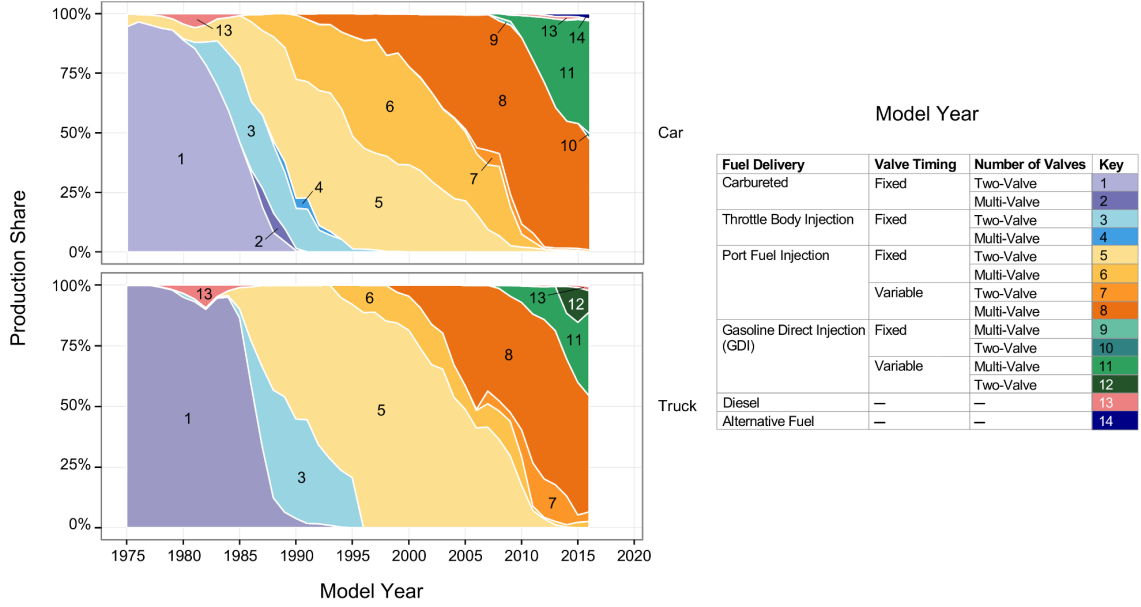 100%
75%
50%
25%
0%
1
2
3
4
5
6
7
8
9
10
11
13
13
14
Car
100%
75%
50%
25%
0%
1
3
5
6
7
8
11
12
13
13
Truck
Production Share
1975 1980 1985 1990 1995 2000 2005 2010 2015 2020
Model Year
Model Year
Fuel Delivery Valve Timing Number of Valves Key
Carbureted Fixed Two-Valve 1
Multi-Valve 2
Throttle Body Injection Fixed Two-Valve 3
Multi-Valve 4
Port Fuel Injection Fixed Two-Valve 5
Multi-Valve 6
Variable Two-Valve 7
Multi-Valve 8
Gasoline Direct Injection Fixed Multi-Valve 9
(GDI) Two-Valve 10
Variable Multi-Valve 11
Two-Valve 12
Diesel — — 13
Alternative Fuel — — 14